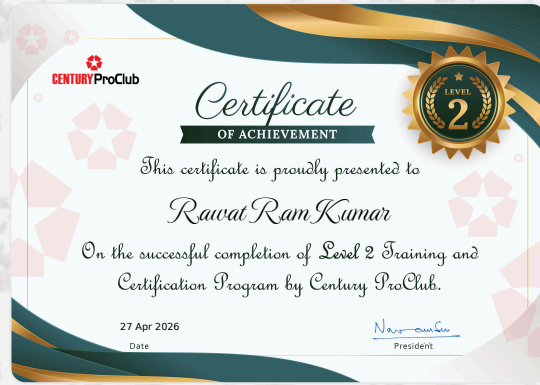 CENTURY ProClub
Certificate
OF ACHIEVEMENT
LEVEL
2
This certificate is proudly presented to
Rawat Ram Kumar
On the successful completion of Level 2 Training and
Certification Program by Century ProClub.
27 Apr 2026
Date
President